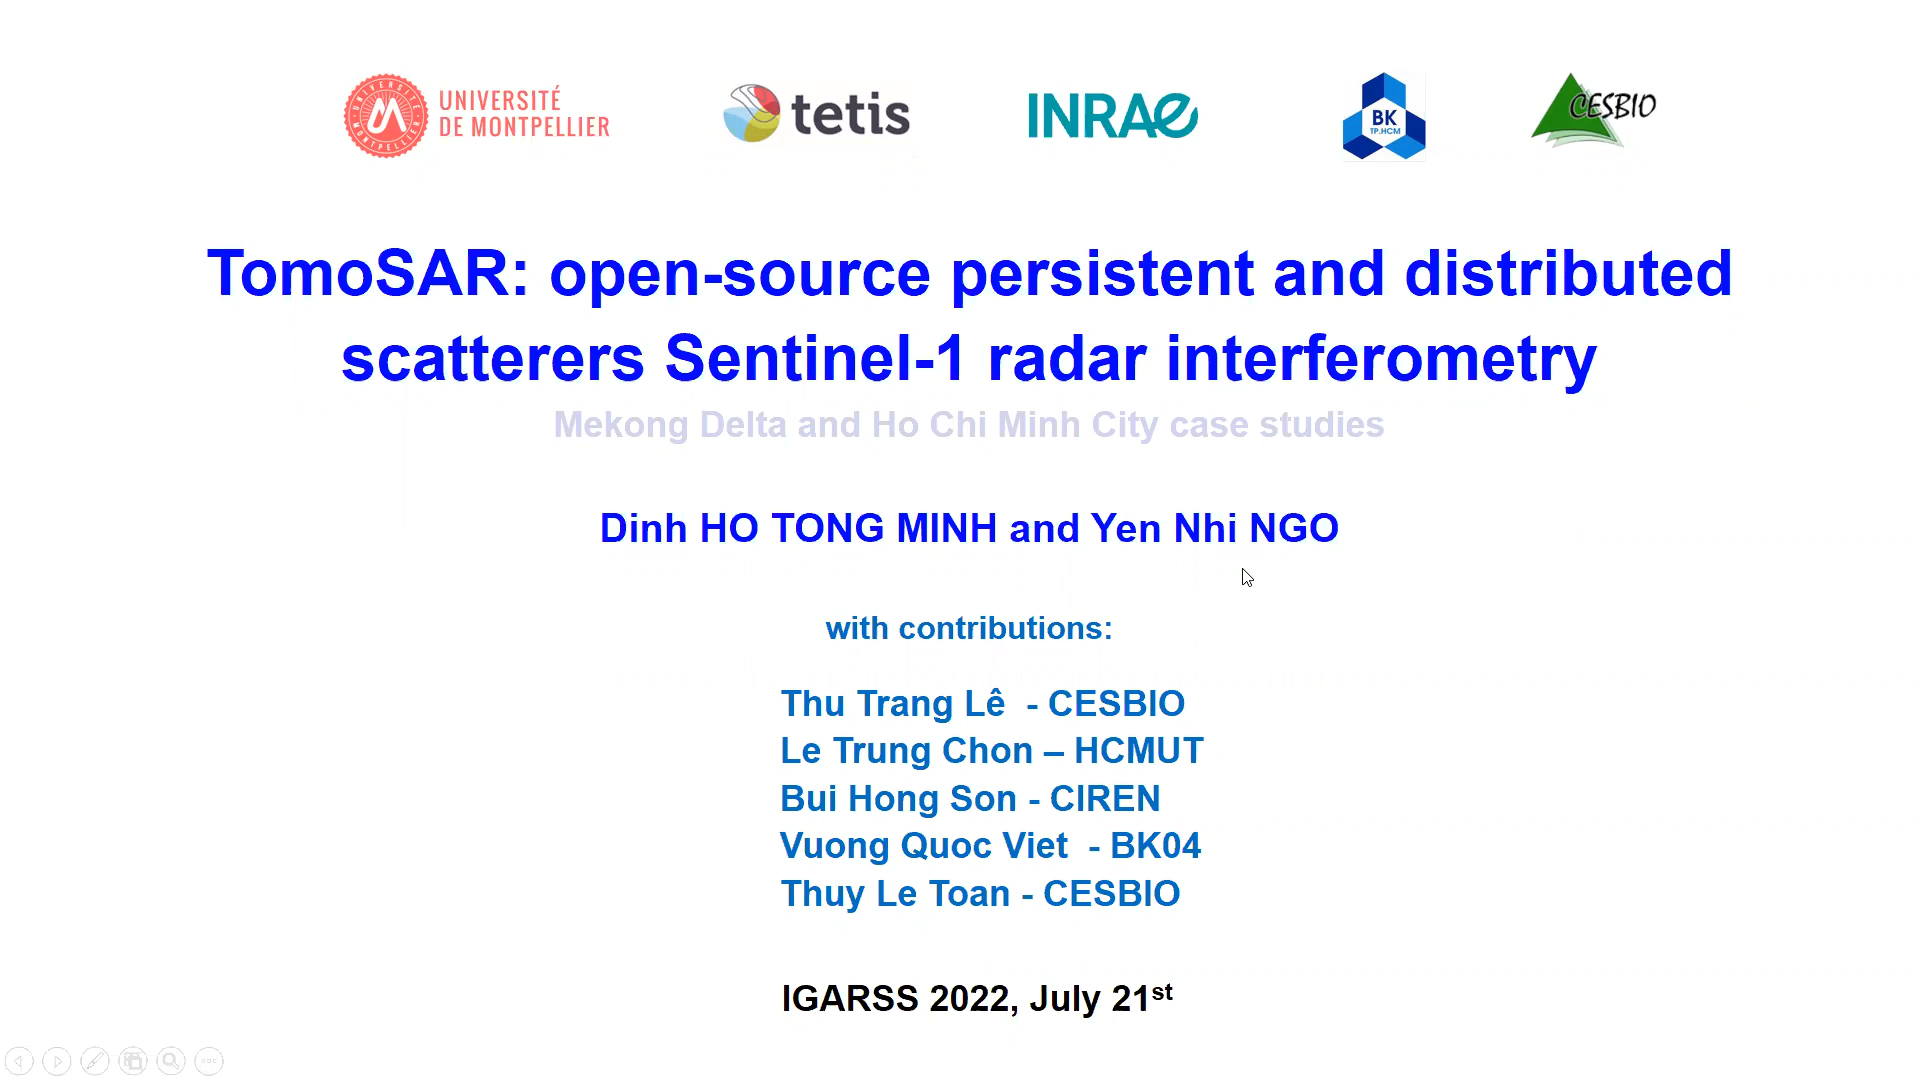 UNIVERSITÉ
DE MONTPELLIER
tetis
INRAE
BK
TP.HCM
CESBIO
TomoSAR: open-source persistent and distributed
scatterers Sentinel-1 radar interferometry
Mekong Delta and Ho Chi Minh City case studies
Dinh HO TONG MINH and Yen Nhi NGO
with contributions:
Thu Trang Lê - CESBIO
Le Trung Chon – HCMUT
Bui Hong Son - CIREN
Vuong Quoc Viet - BK04
Thuy Le Toan - CESBIO
IGARSS 2022, July 21st